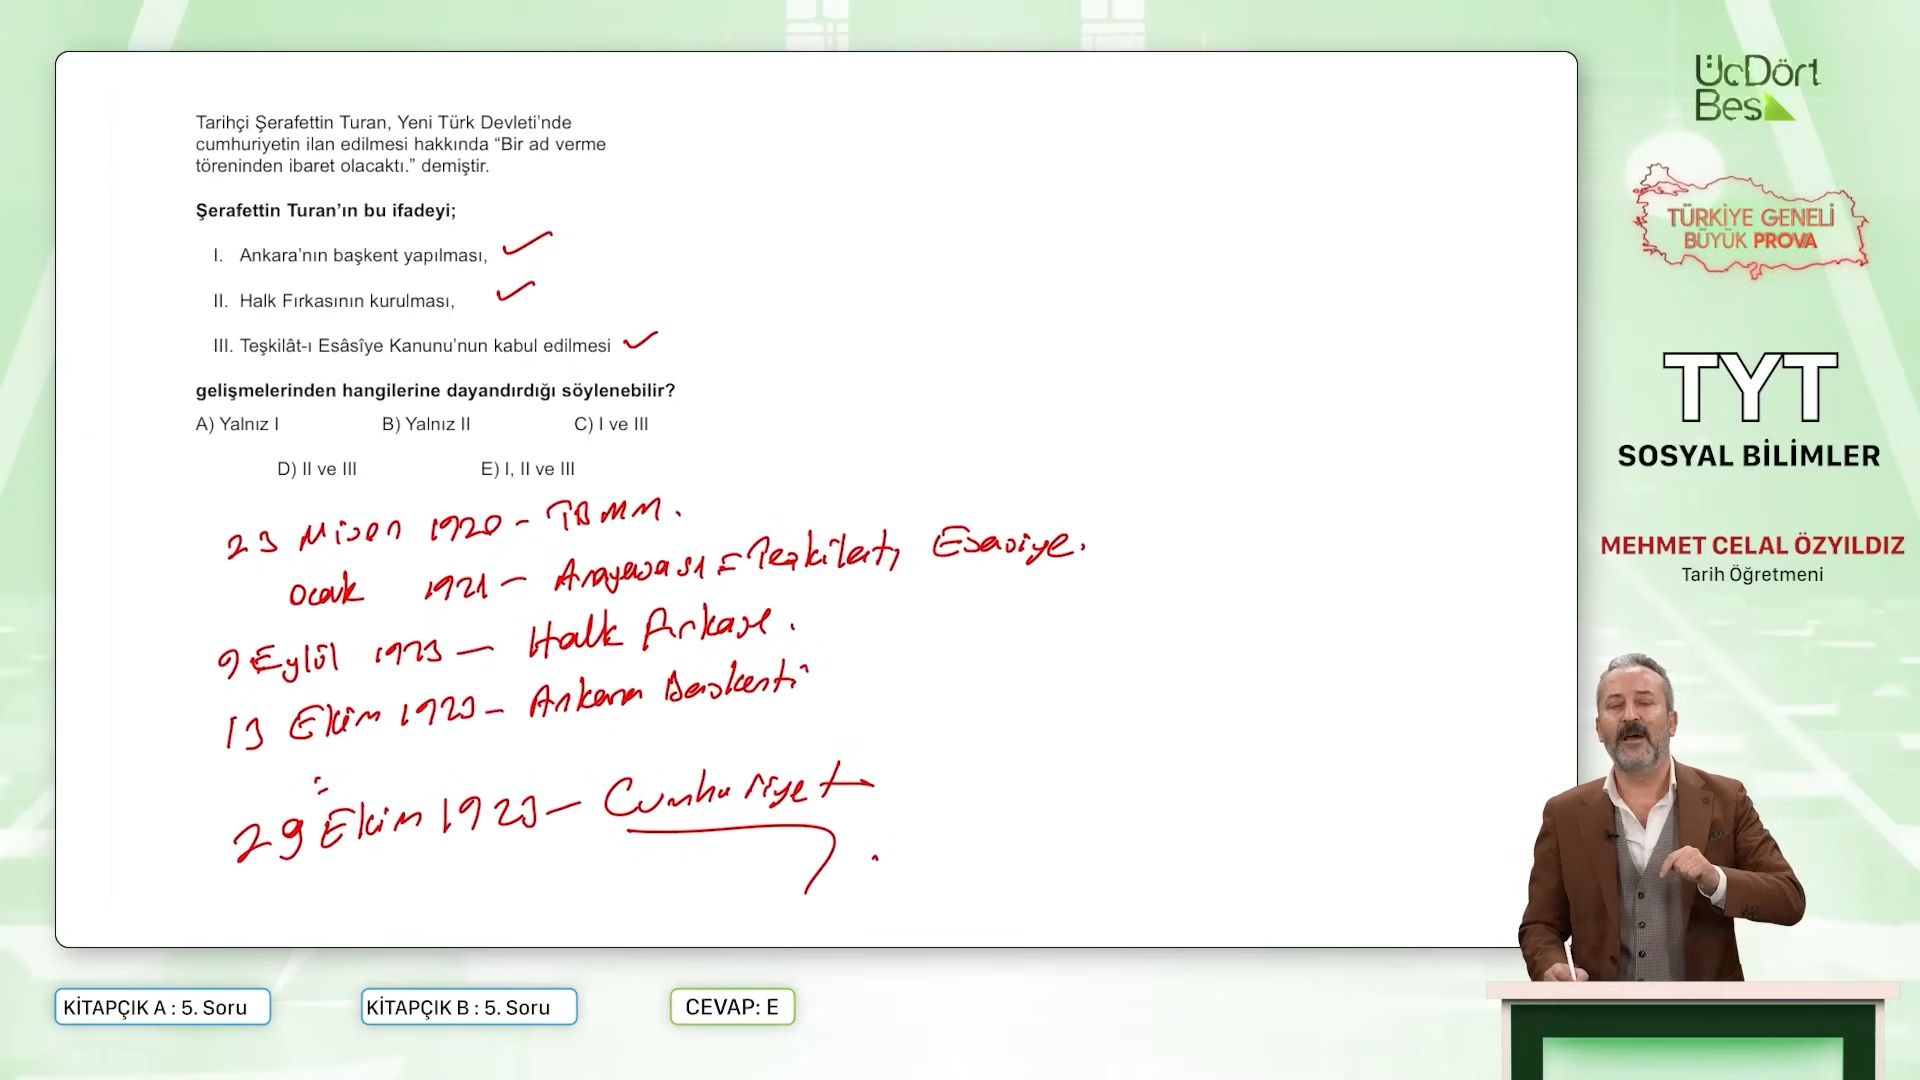 Tarihçi Şerafettin Turan, Yeni Türk Devleti’nde
cumhuriyetin ilan edilmesi hakkında “Bir ad verme
töreninden ibaret olacaktı.” demiştir.
Şerafettin Turan’ın bu ifadeyi;
I. Ankara’nın başkent yapılması,
II. Halk Fırkasının kurulması,
III. Teşkilât-ı Esâsîye Kanunu’nun kabul edilmesi
gelişmelerinden hangilerine dayandırdığı söylenebilir?
A) Yalnız I B) Yalnız II C) I ve III
D) II ve III E) I, II ve III
23 Nisan 1920 - TBMM.
Ocak 1921 - Anayasası = Teşkilatı Esasiye.
9 Eylül 1923 - Halk Fırkası.
13 Ekim 1923 - Ankara Başkenti
29 Ekim 1923 - Cumhuriyet
KİTAPÇIK A : 5. Soru
KİTAPÇIK B : 5. Soru
CEVAP: E
ÜçDört
Beş
TÜRKİYE GENELİ
BÜYÜK PROVA
TYT
SOSYAL BİLİMLER
MEHMET CELAL ÖZYILDIZ
Tarih Öğretmeni